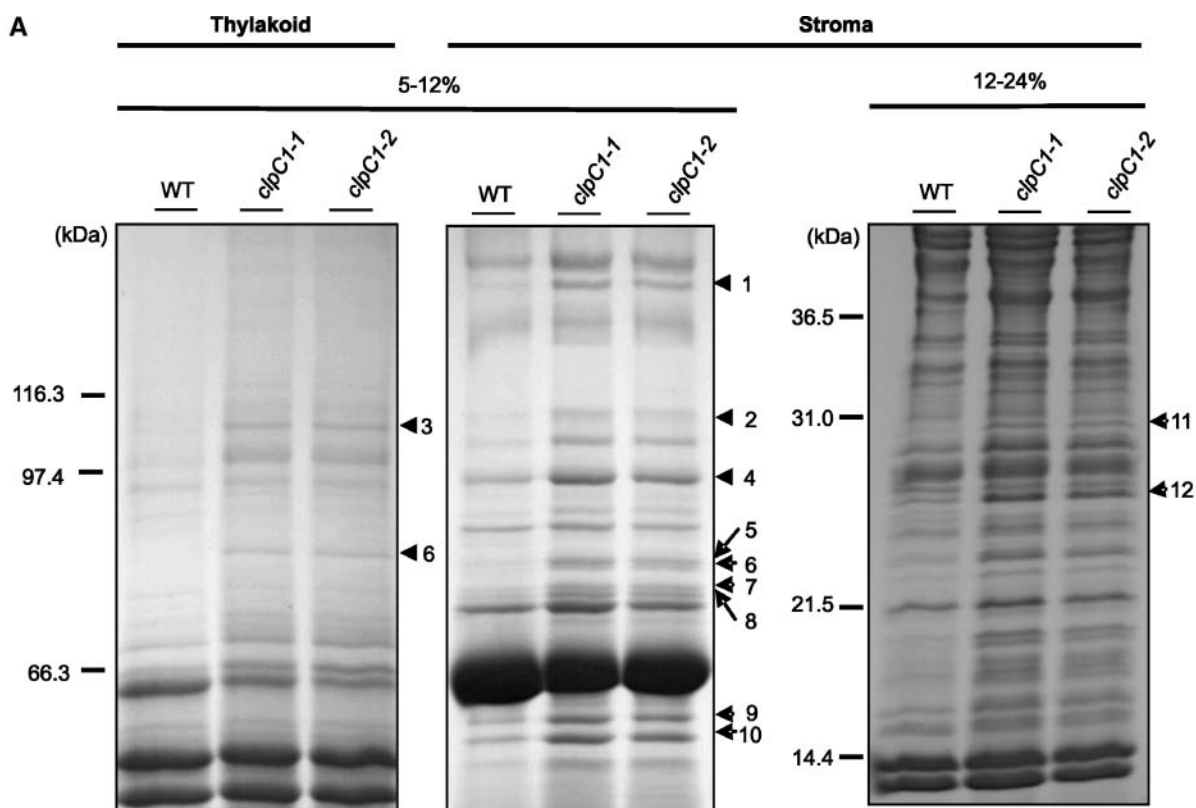 A
Thylakoid Stroma
5-12% 12-24%
WT clpC1-1 clpC1-2 WT clpC1-1 clpC1-2 WT clpC1-1 clpC1-2
(kDa) (kDa)
1
36.5
116.3
3 2 31.0 11
97.4 4 12
5
6 6
7
21.5
8
66.3
9
10
14.4